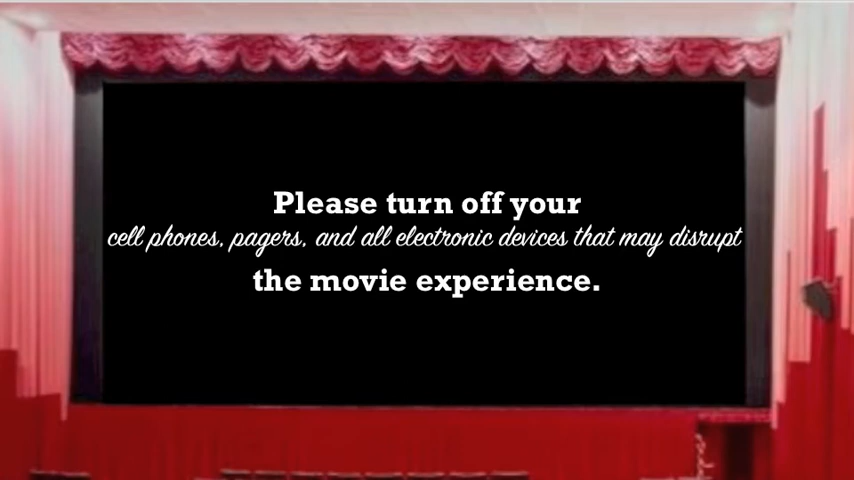 Please turn off your
cell phones, pagers, and all electronic devices that may disrupt
the movie experience.